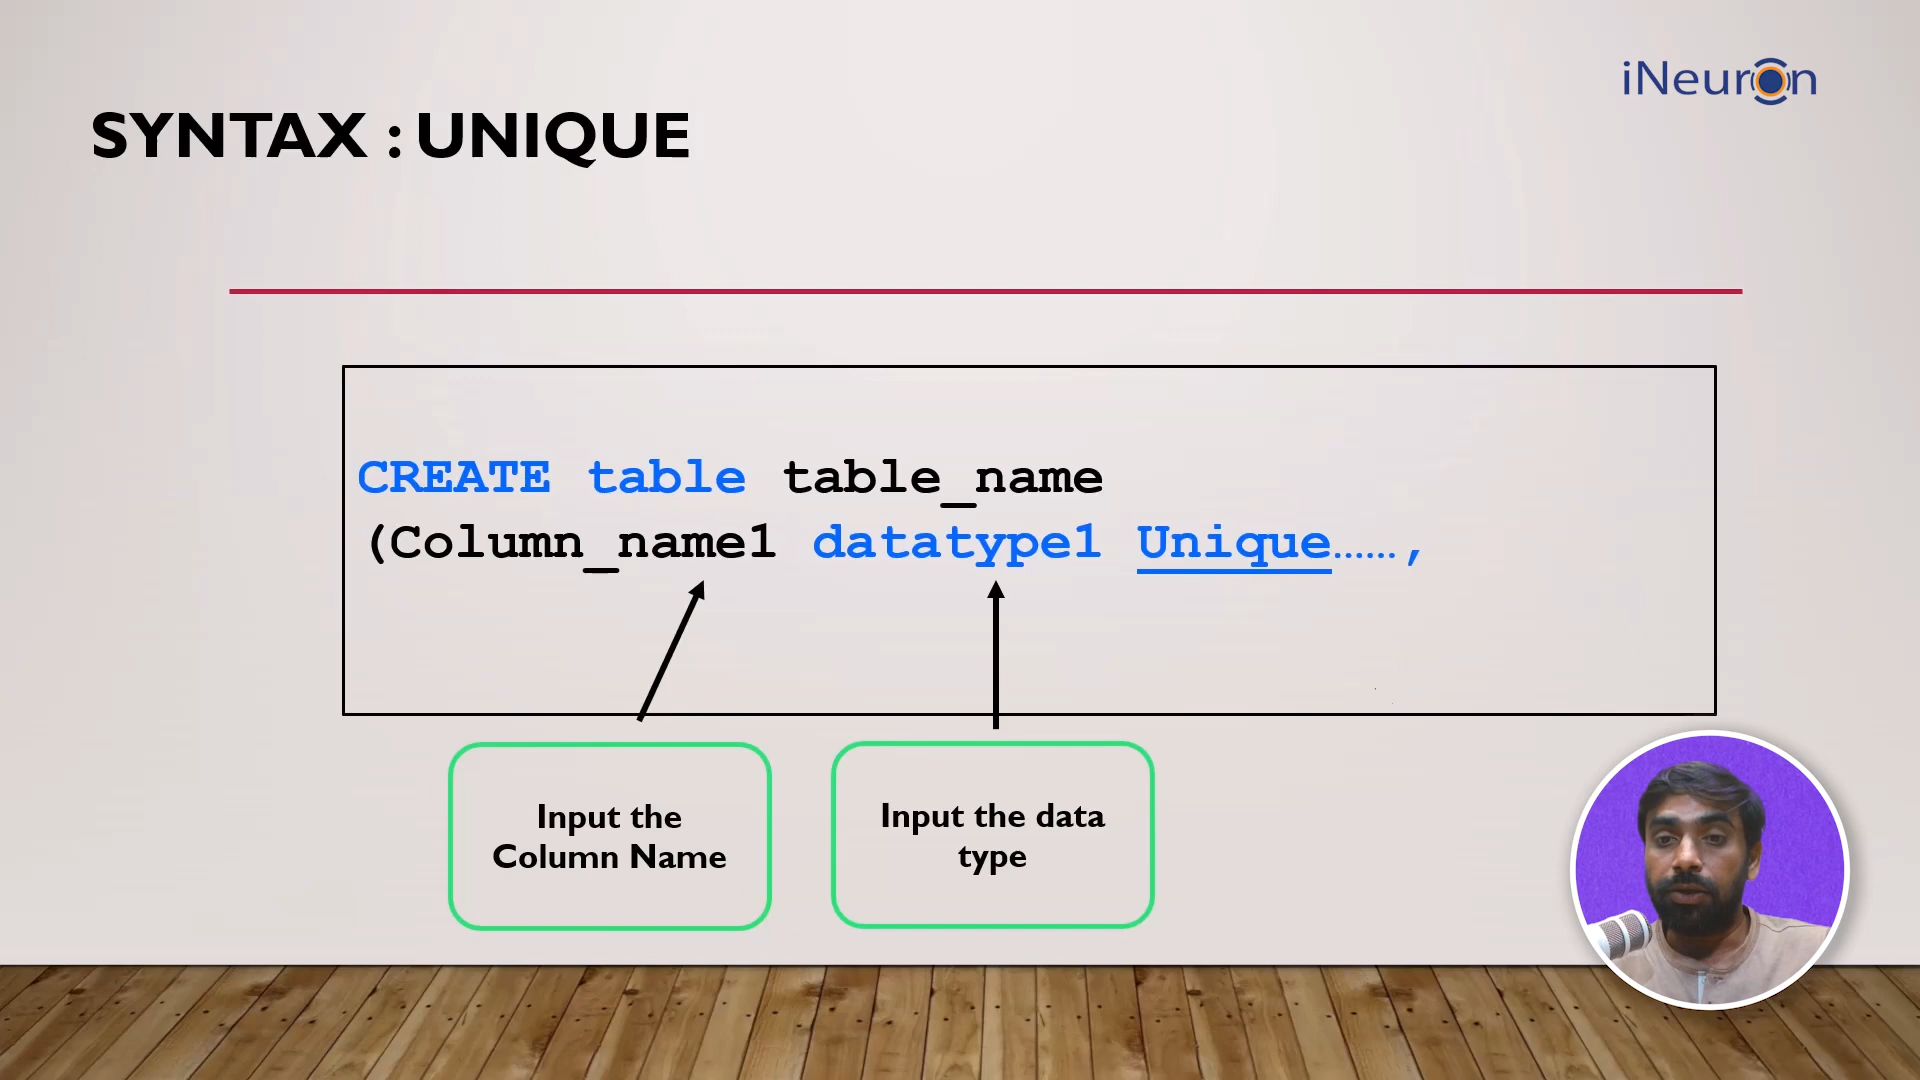 iNeuron
SYNTAX : UNIQUE
CREATE table table_name
(Column_name1 datatype1 Unique……,
Input the
Column Name
Input the data
type